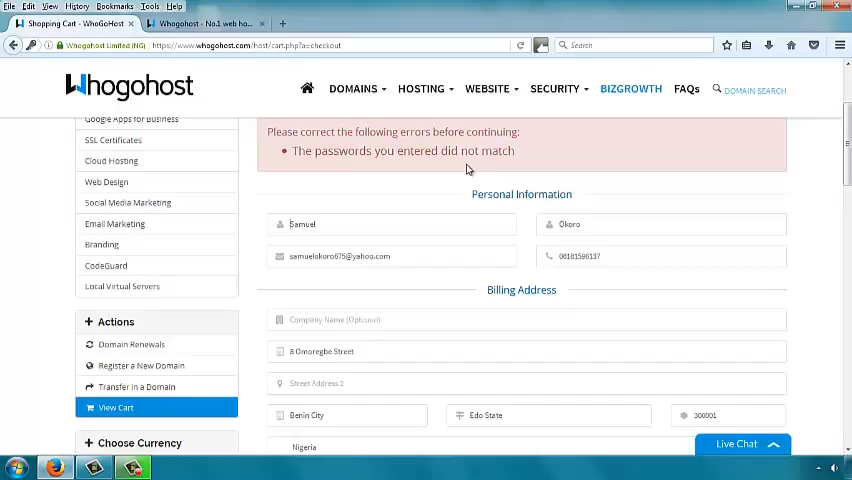 File Edit View History Bookmarks Tools Help
Shopping Cart - WhoGoHost
Whogohost - No.1 web ho...
Whogohost Limited (NG)
https://www.whogohost.com/host/cart.php?a=checkout
Search
Whogohost
DOMAINS
HOSTING
WEBSITE
SECURITY
BIZGROWTH
FAQs
DOMAIN SEARCH
Google Apps for Business
SSL Certificates
Cloud Hosting
Web Design
Social Media Marketing
Email Marketing
Branding
CodeGuard
Local Virtual Servers
Actions
Domain Renewals
Register a New Domain
Transfer in a Domain
View Cart
Choose Currency
Please correct the following errors before continuing:
The passwords you entered did not match
Personal Information
Samuel
Okoro
samuelokoro675@yahoo.com
08181596137
Billing Address
Company Name (Optional)
8 Omoregbe Street
Street Address 2
Benin City
Edo State
300001
Nigeria
Live Chat